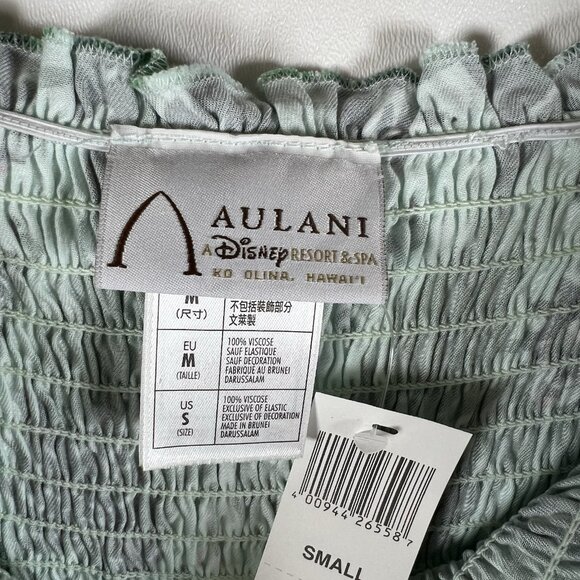 AULANI
A Disney RESORT & SPA
KO OLINA, HAWAI'I
M
(尺寸)
不包括裝飾部分
文萊製
EU
M
(TAILLE)
100% VISCOSE
SAUF ELASTIQUE
SAUF DECORATION
FABRIQUE AU BRUNEI
DARUSSALAM
US
S
(SIZE)
100% VISCOSE
EXCLUSIVE OF ELASTIC
EXCLUSIVE OF DECORATION
MADE IN BRUNEI
DARUSSALAM
4 00944 26558 7
SMALL